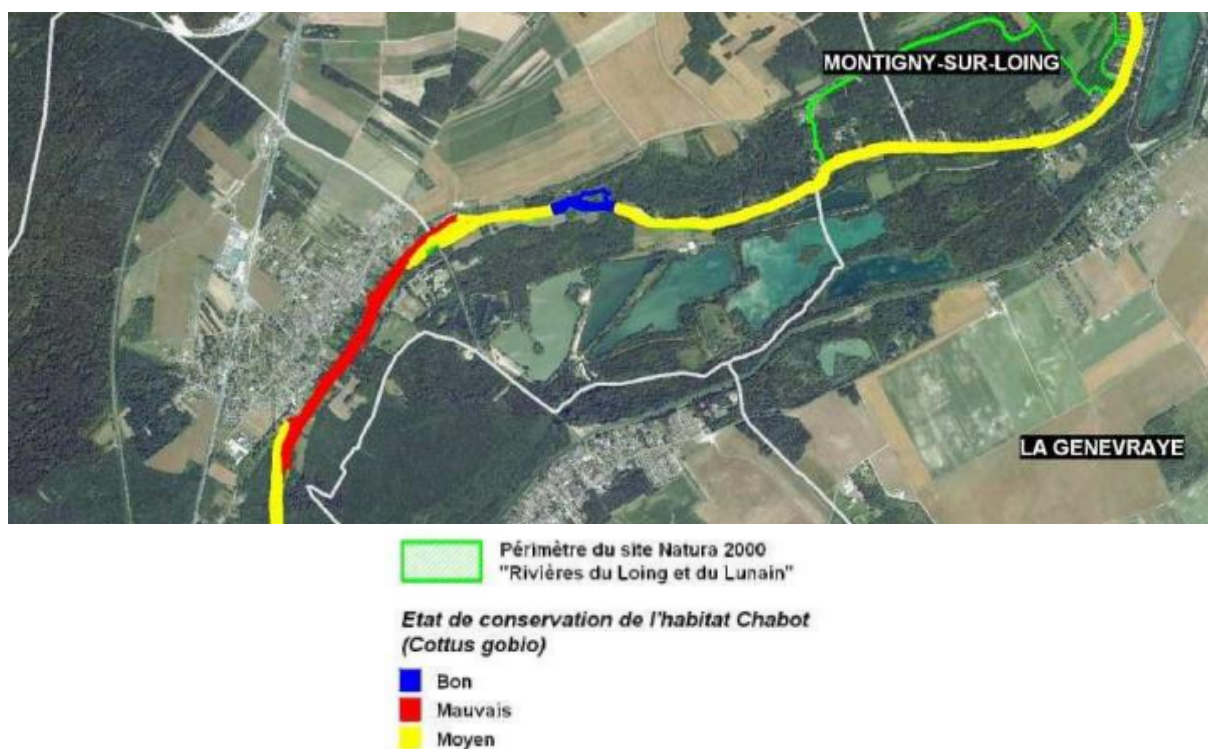 MONTIGNY-SUR-LOING
LA GENEVRAYE
Périmètre du site Natura 2000
"Rivières du Loing et du Lunain"
Etat de conservation de l'habitat Chabot
(Cottus gobio)
Bon
Mauvais
Moyen